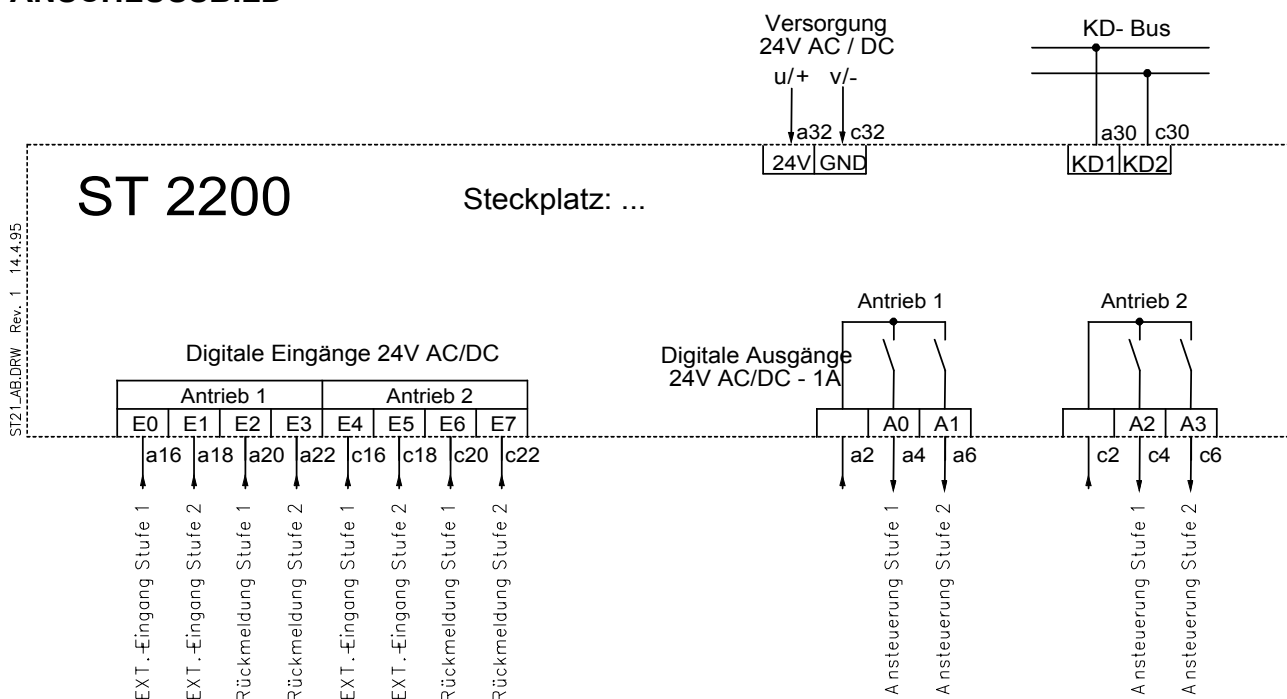 Versorgung
24V AC / DC
u/+ v/-
KD- Bus
a32 c32
a30 c30
24V GND
KD1 KD2
ST 2200
Steckplatz: ...
ST21_AB.DRW Rev. 1 14.4.95
Antrieb 1
Antrieb 2
Digitale Eingänge 24V AC/DC
Digitale Ausgänge
24V AC/DC - 1A
Antrieb 1 Antrieb 2
E0 E1 E2 E3 E4 E5 E6 E7
A0 A1
A2 A3
a16 a18 a20 a22 c16 c18 c20 c22
a2 a4 a6
c2 c4 c6
EXT.-Eingang Stufe 1
EXT.-Eingang Stufe 2
Rückmeldung Stufe 1
Rückmeldung Stufe 2
EXT.-Eingang Stufe 1
EXT.-Eingang Stufe 2
Rückmeldung Stufe 1
Rückmeldung Stufe 2
Ansteuerung Stufe 1
Ansteuerung Stufe 2
Ansteuerung Stufe 1
Ansteuerung Stufe 2